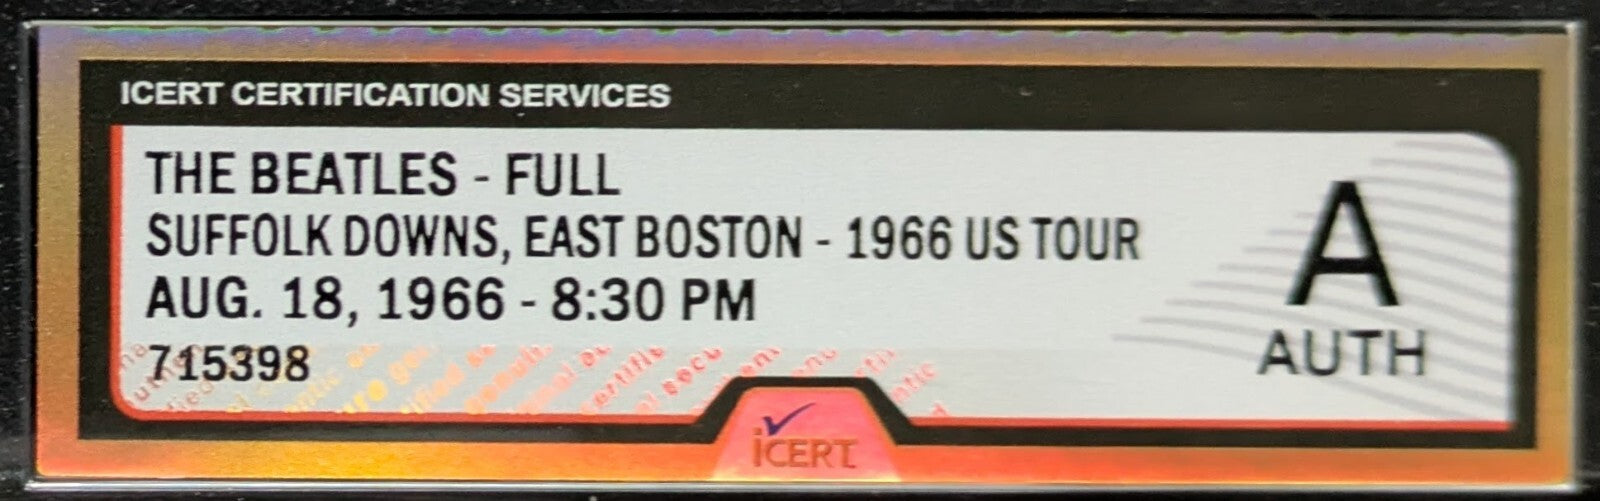 ICERT CERTIFICATION SERVICES
THE BEATLES - FULL
SUFFOLK DOWNS, EAST BOSTON - 1966 US TOUR
AUG. 18, 1966 - 8:30 PM
715398
A
AUTH
iCERT